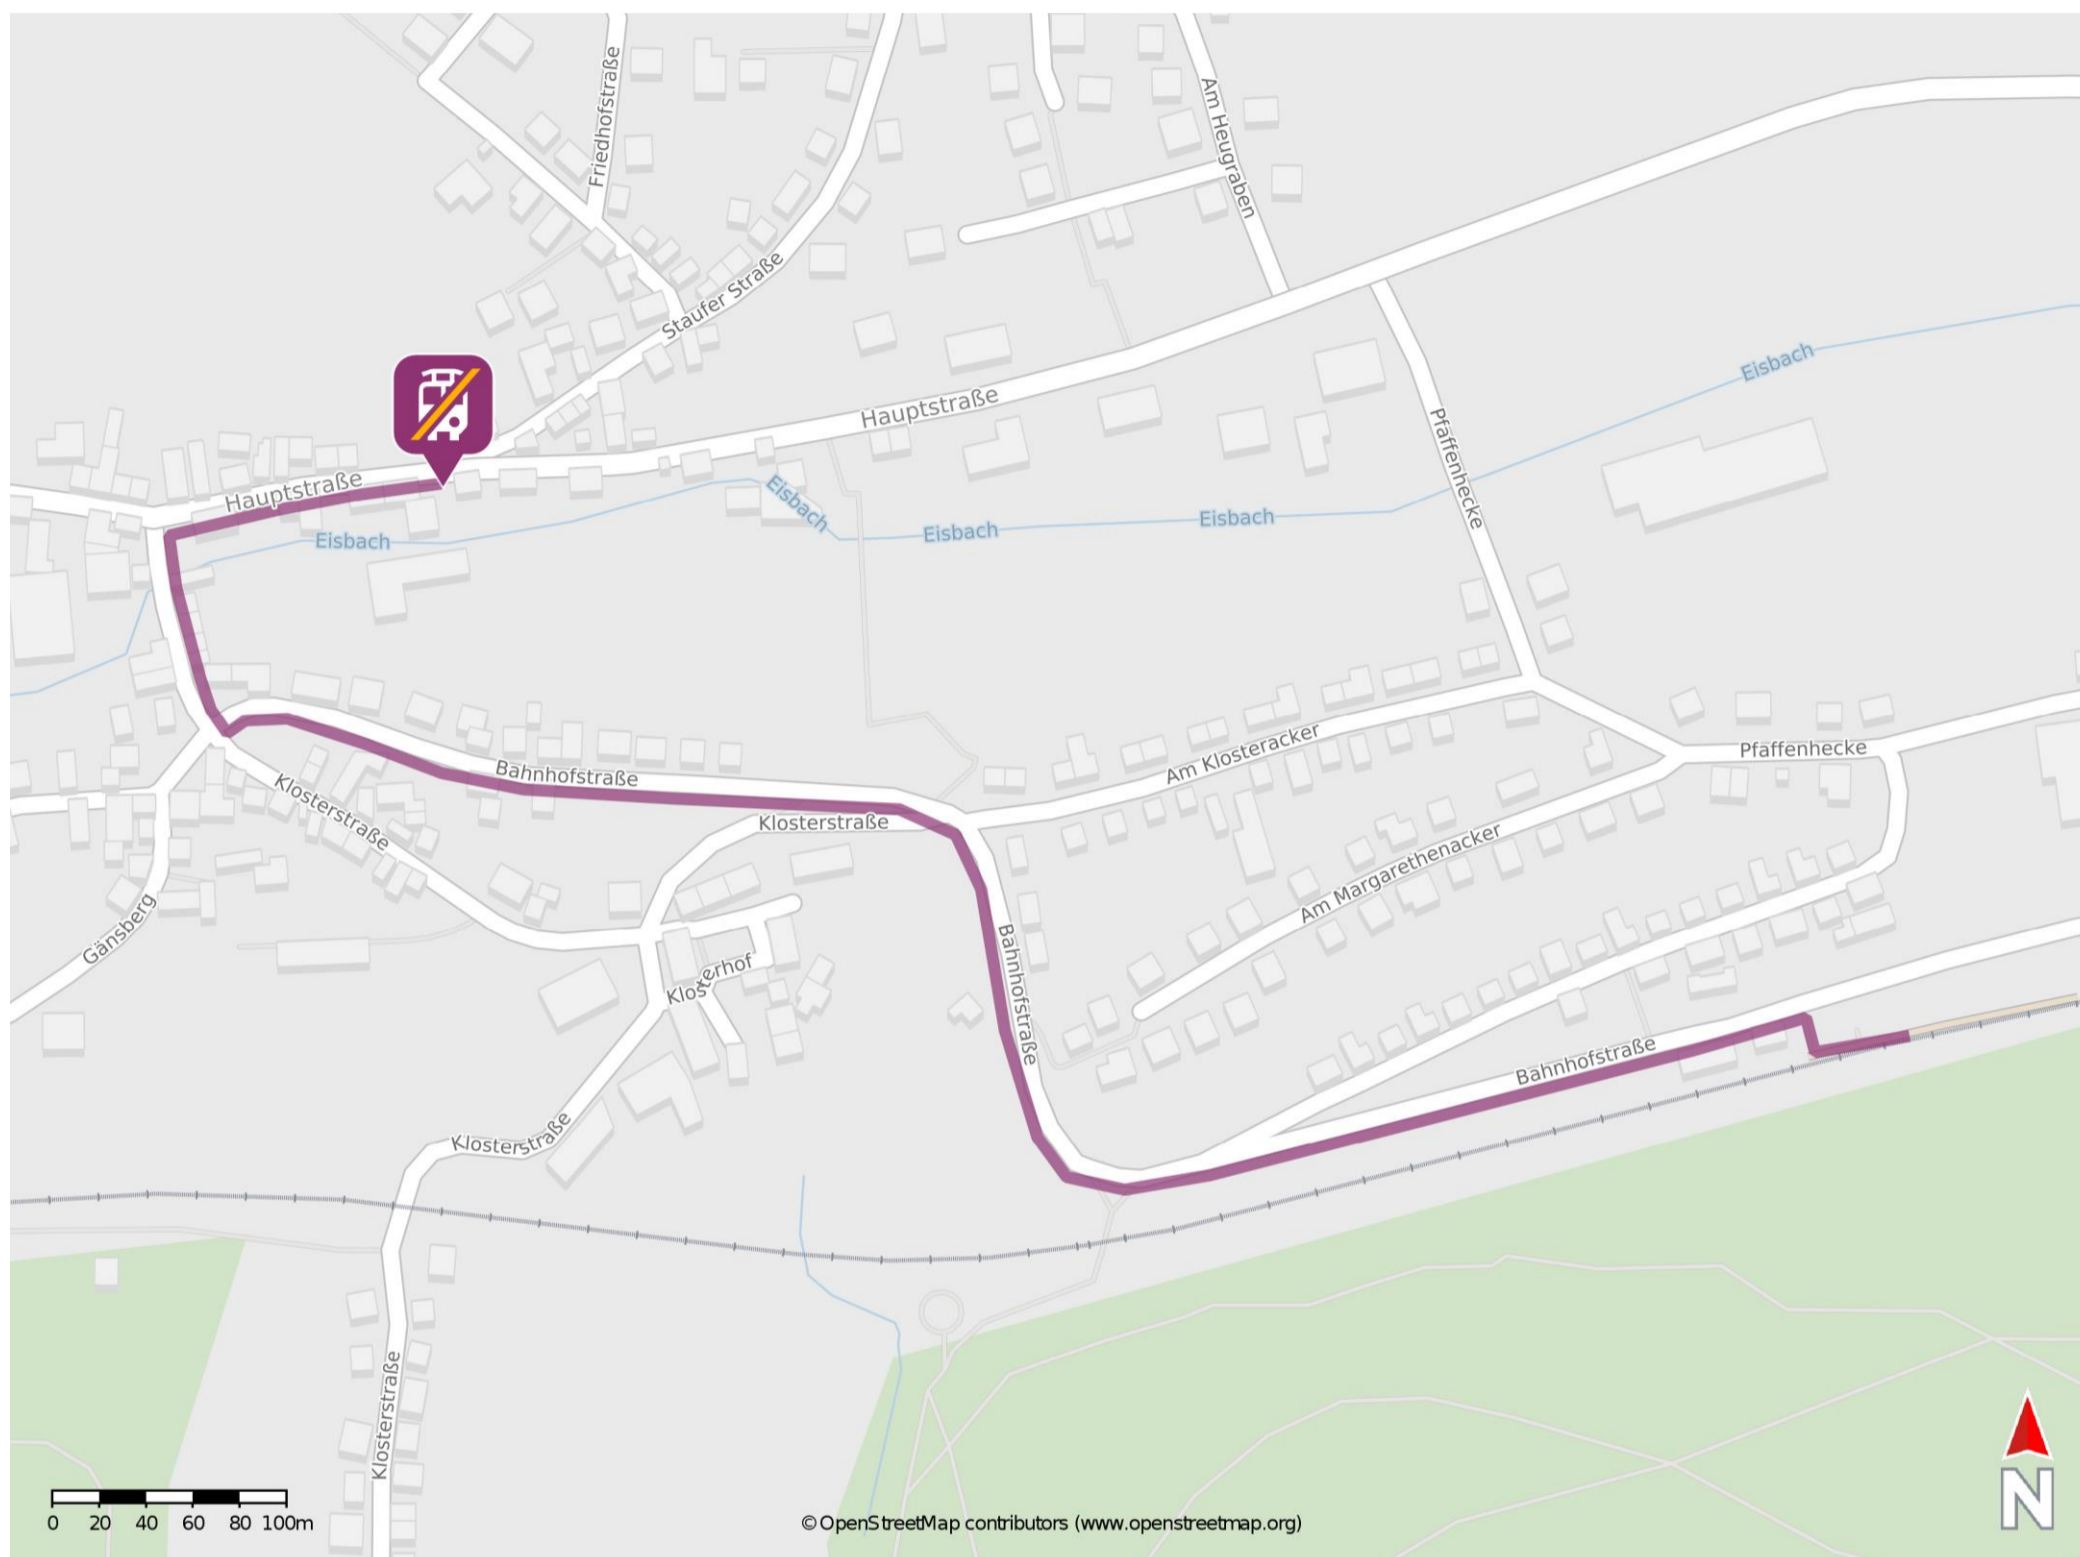 Friedhofstraße
Am Heugraben
Staufer Straße
Eisbach
Hauptstraße
Pfaffenhecke
Hauptstraße
Eisbach
Eisbach
Eisbach
Eisbach
Am Klosteracker
Pfaffenhecke
Bahnhofstraße
Klosterstraße
Klosterstraße
Am Margarethenacker
Gänsberg
Klosterhof
Bahnhofstraße
Bahnhofstraße
Klosterstraße
Klosterstraße
N
0 20 40 60 80 100m
© OpenStreetMap contributors (www.openstreetmap.org)